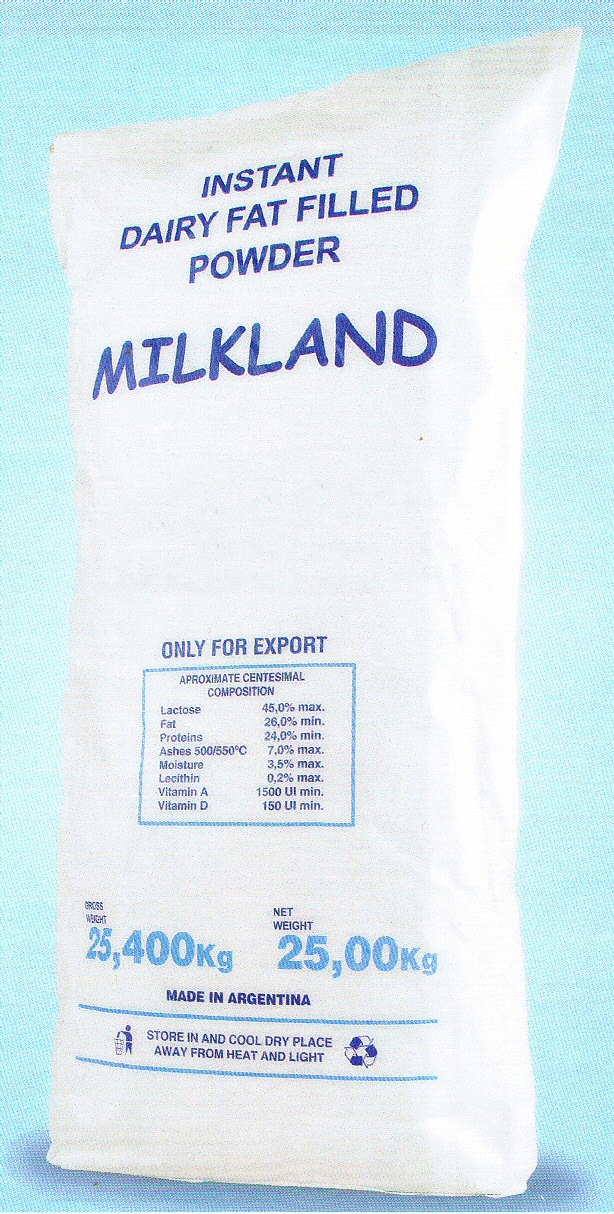 INSTANT
DAIRY FAT FILLED
POWDER
MILKLAND
ONLY FOR EXPORT
APROXIMATE CENTESIMAL
COMPOSITION
Lactose 45,0% max.
Fat 26,0% min.
Proteins 24,0% min.
Ashes 500/550°C 7,0% max.
Moisture 3,5% max.
Lecithin 0,2% max.
Vitamin A 1500 UI min.
Vitamin D 150 UI min.
GROSS
WEIGHT
25,400Kg
NET
WEIGHT
25,00Kg
MADE IN ARGENTINA
STORE IN AND COOL DRY PLACE
AWAY FROM HEAT AND LIGHT